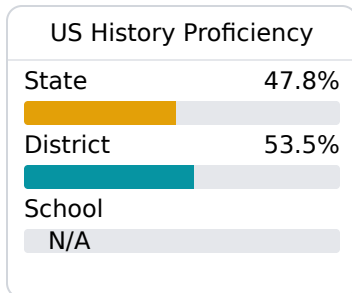 US History Proficiency
State 47.8%
District 53.5%
School
N/A